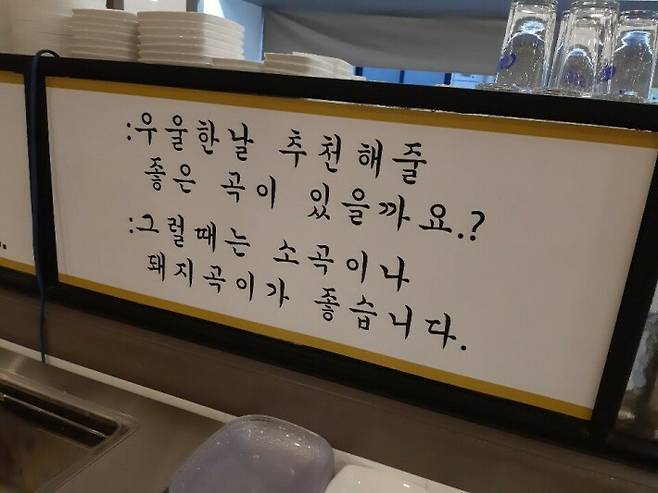 :우울한날 추천해줄
좋은 곡이 있을까요.?
:그럴때는 소곡이나
돼지곡이가 좋습니다.